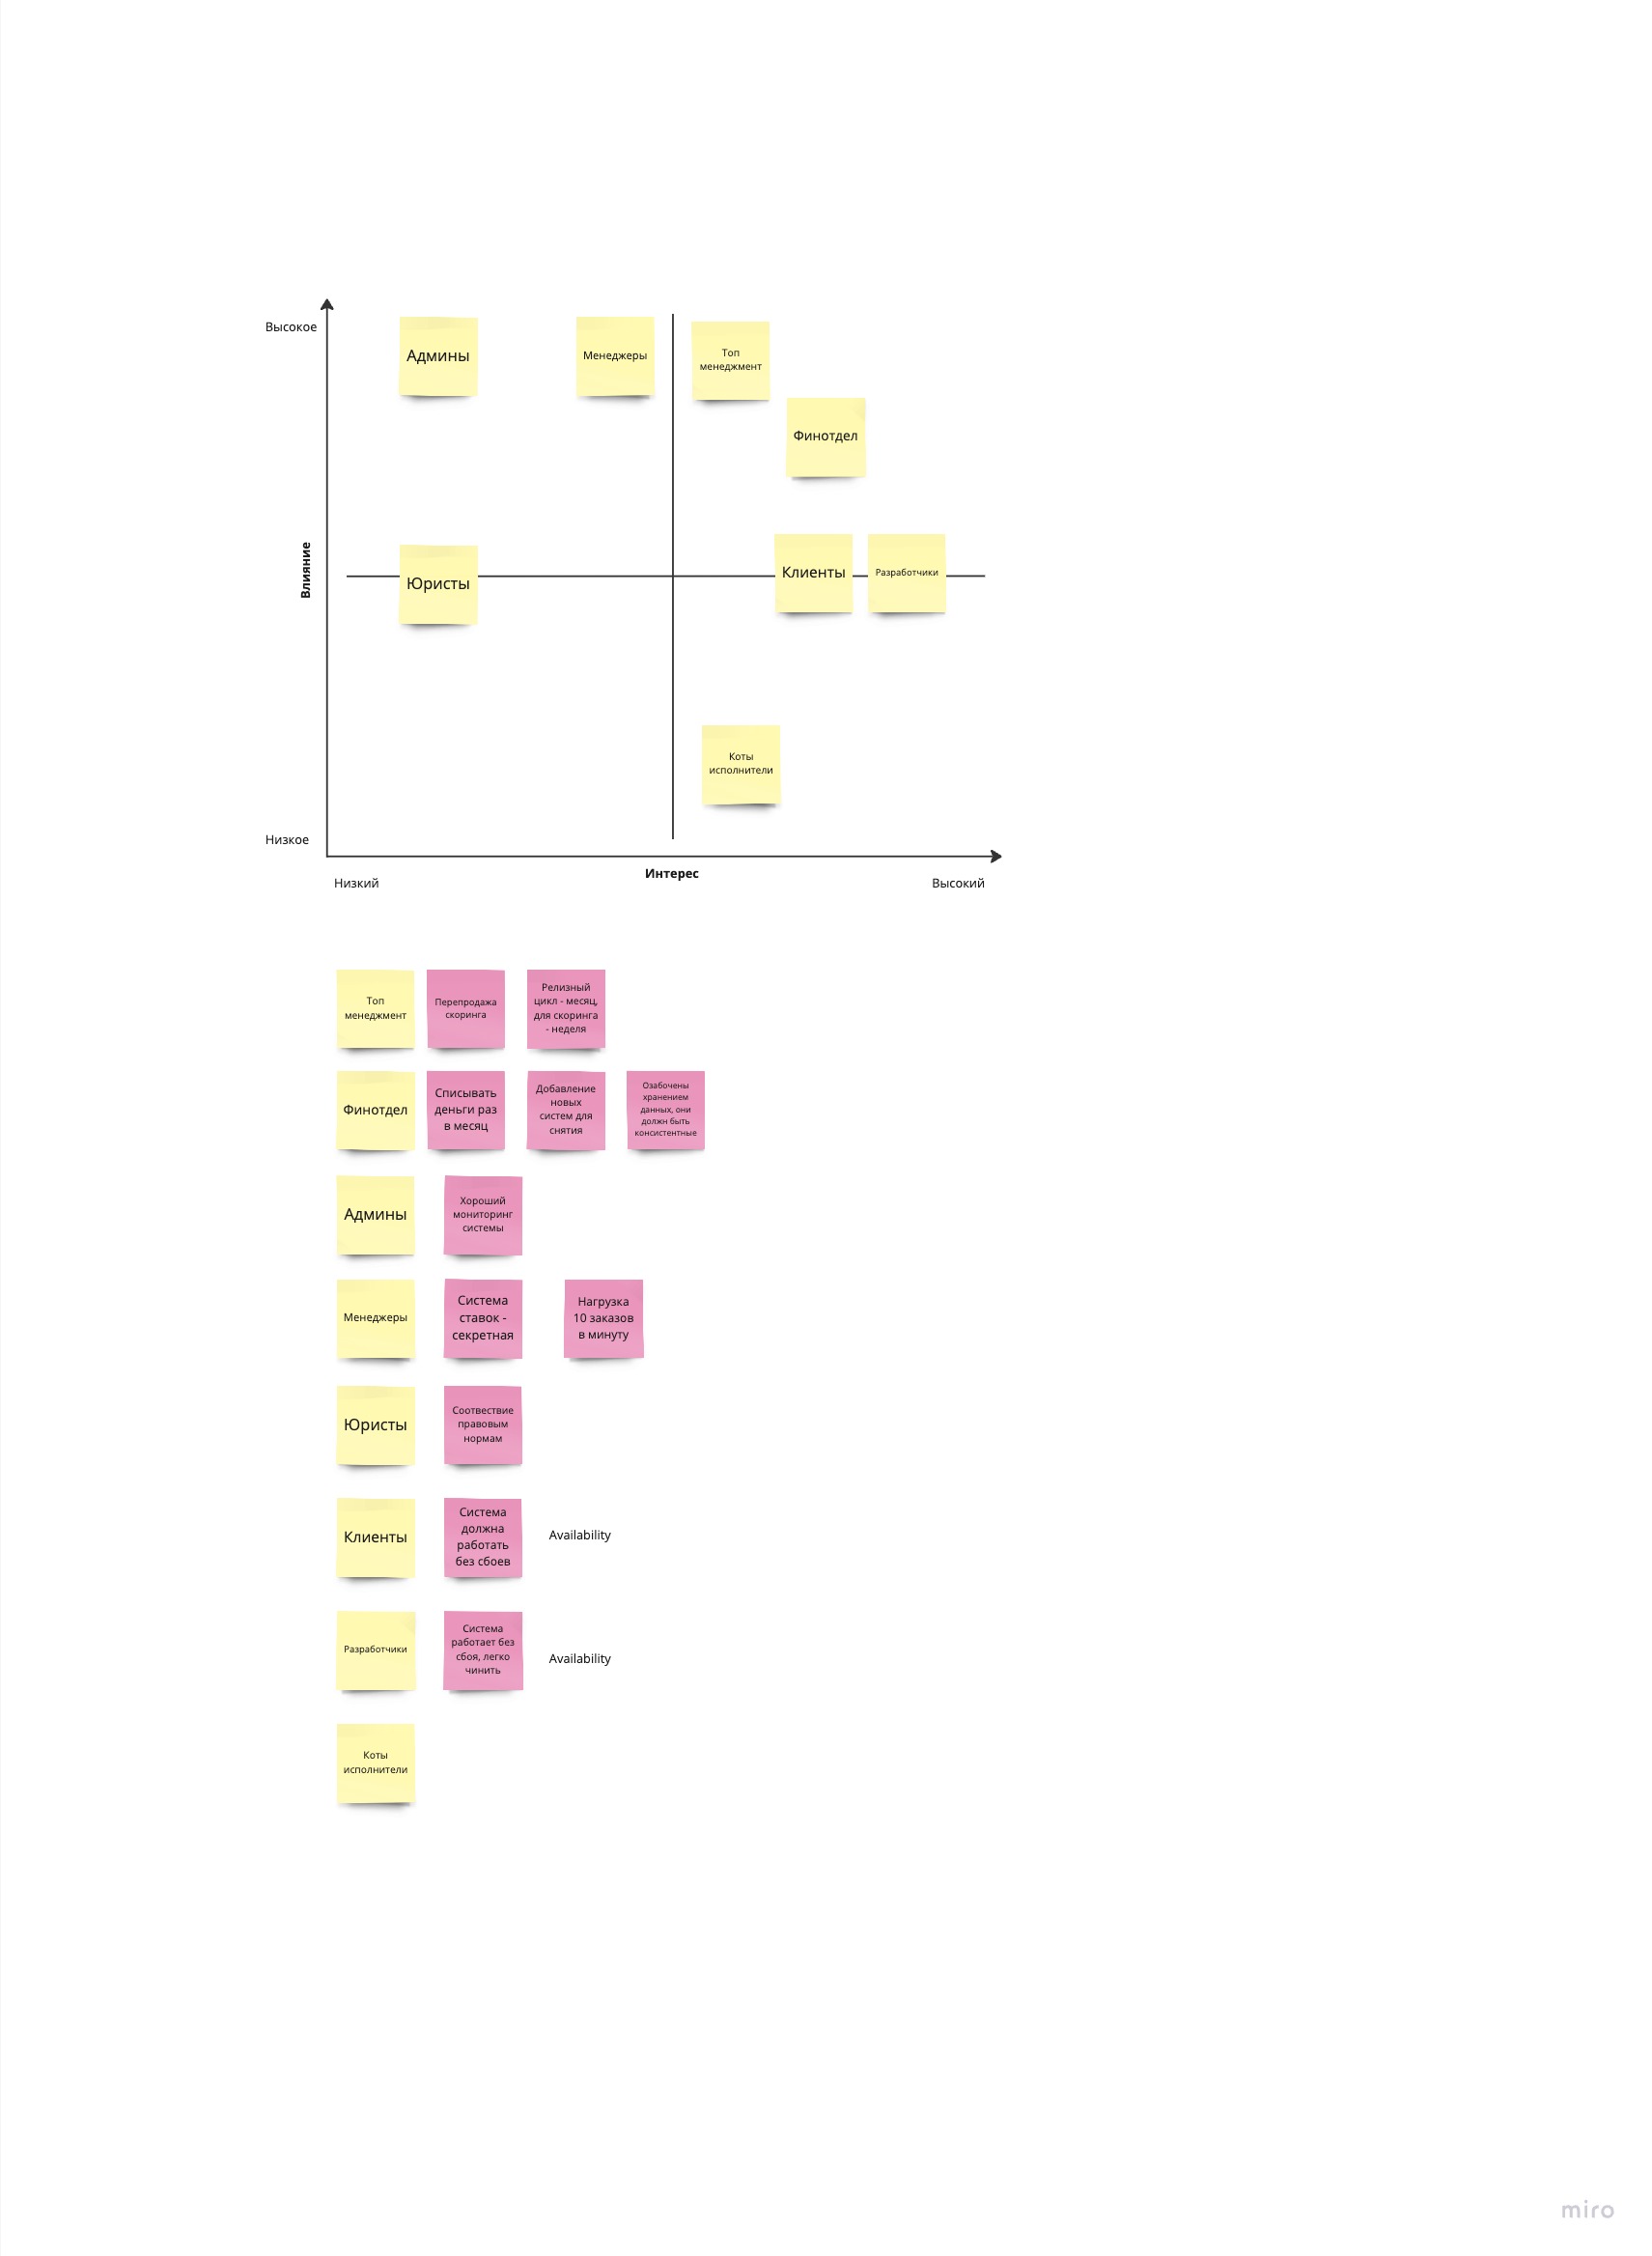 Высокое
Админы
Менеджеры
Топ
менеджмент
Финотдел
Влияние
Юристы
Клиенты
Разработчики
Коты
исполнители
Низкое
Низкий
Интерес
Высокий
Топ
менеджмент
Перепродажа
скоринга
Релизный
цикл - месяц,
для скоринга
- неделя
Финотдел
Списывать
деньги раз
в месяц
Добавление
новых
систем для
снятия
Озабочены
хранением
данных, они
должн быть
консистентные
Админы
Хороший
мониторинг
системы
Менеджеры
Система
ставок -
секретная
Нагрузка
10 заказов
в минуту
Юристы
Соотвествие
правовым
нормам
Клиенты
Система
должна
работать
без сбоев
Availability
Разработчики
Система
работает без
сбоя, легко
чинить
Availability
Коты
исполнители
miro